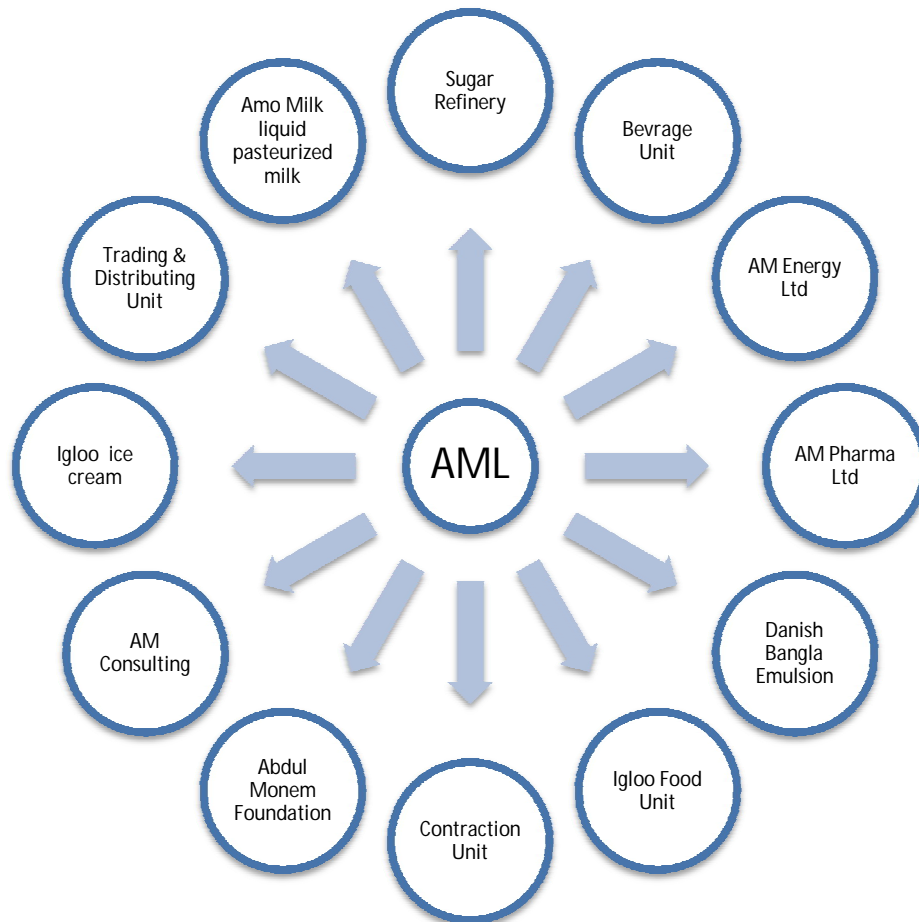 Sugar
Refinery
Bevrage
Unit
AM Energy
Ltd
AM Pharma
Ltd
Danish
Bangla
Emulsion
Igloo Food
Unit
Contraction
Unit
Abdul
Monem
Foundation
AM
Consulting
Igloo ice
cream
Trading &
Distributing
Unit
Amo Milk
liquid
pasteurized
milk
AML